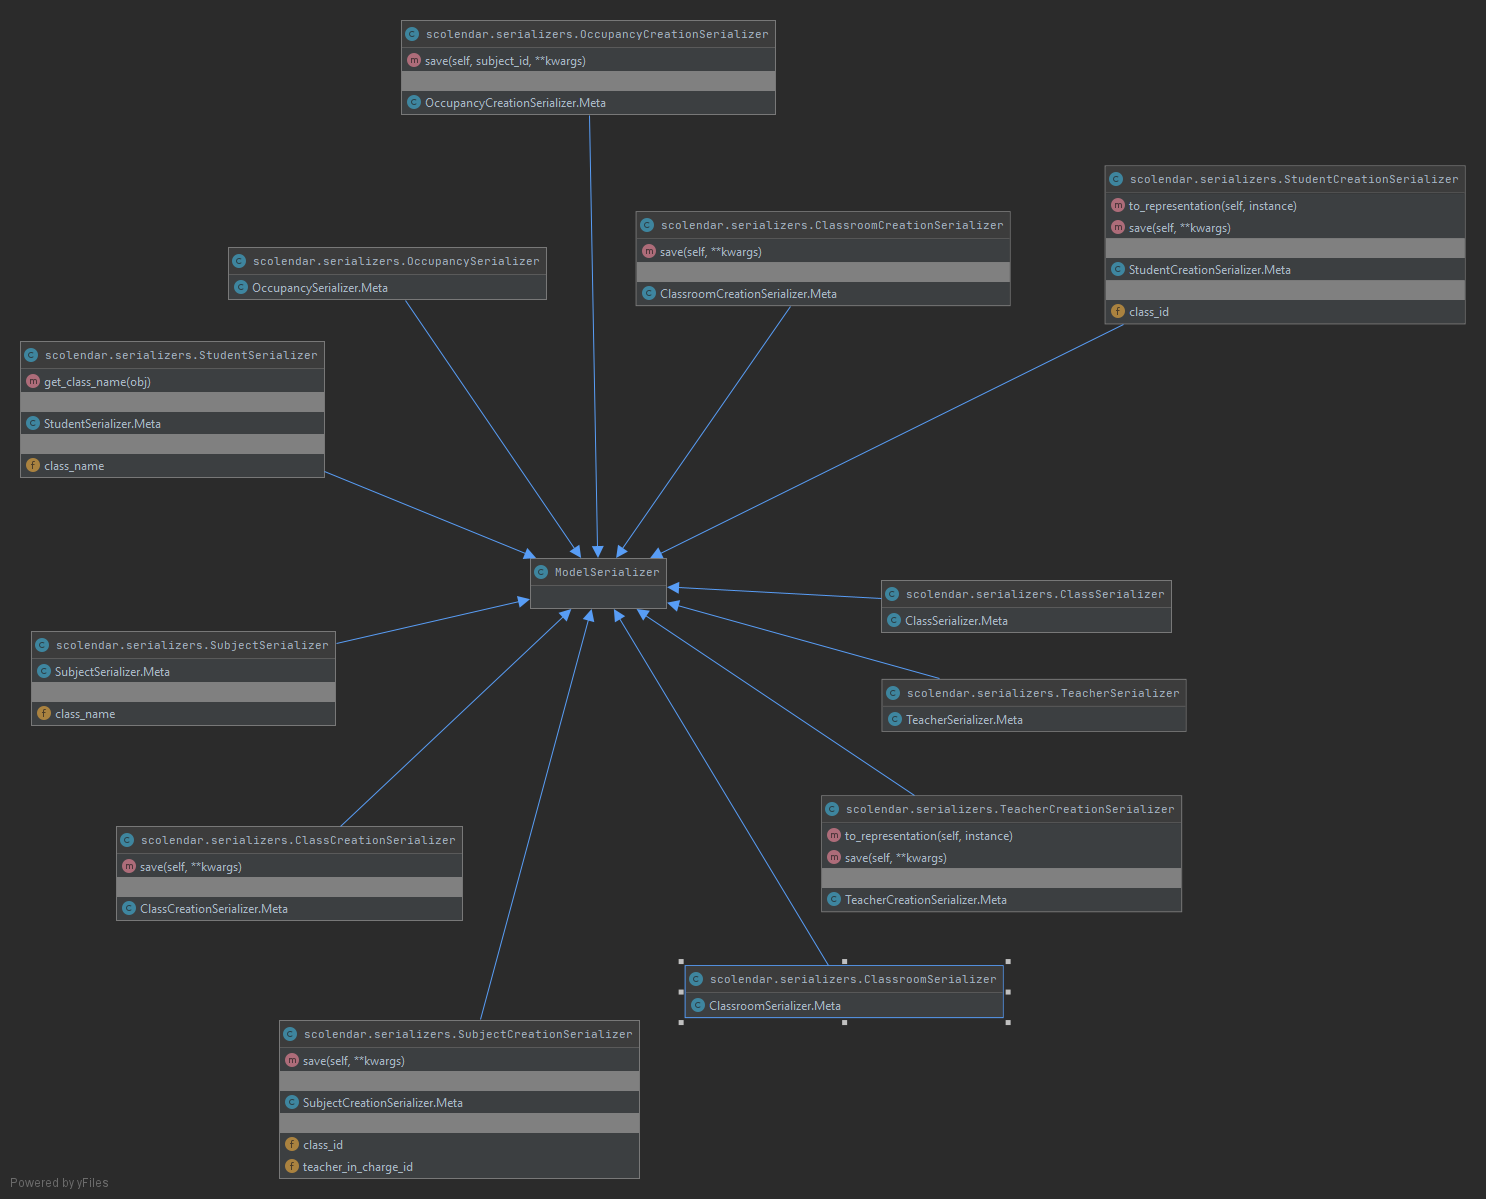 scolendar.serializers.OccupancyCreationSerializer
save(self, subject_id, **kwargs)
OccupancyCreationSerializer.Meta
scolendar.serializers.StudentCreationSerializer
to_representation(self, instance)
save(self, **kwargs)
StudentCreationSerializer.Meta
class_id
scolendar.serializers.ClassroomCreationSerializer
save(self, **kwargs)
ClassroomCreationSerializer.Meta
scolendar.serializers.OccupancySerializer
OccupancySerializer.Meta
scolendar.serializers.StudentSerializer
get_class_name(obj)
StudentSerializer.Meta
class_name
ModelSerializer
scolendar.serializers.ClassSerializer
ClassSerializer.Meta
scolendar.serializers.SubjectSerializer
SubjectSerializer.Meta
class_name
scolendar.serializers.TeacherSerializer
TeacherSerializer.Meta
scolendar.serializers.TeacherCreationSerializer
to_representation(self, instance)
save(self, **kwargs)
TeacherCreationSerializer.Meta
scolendar.serializers.ClassCreationSerializer
save(self, **kwargs)
ClassCreationSerializer.Meta
scolendar.serializers.ClassroomSerializer
ClassroomSerializer.Meta
scolendar.serializers.SubjectCreationSerializer
save(self, **kwargs)
SubjectCreationSerializer.Meta
class_id
teacher_in_charge_id
Powered by yFiles